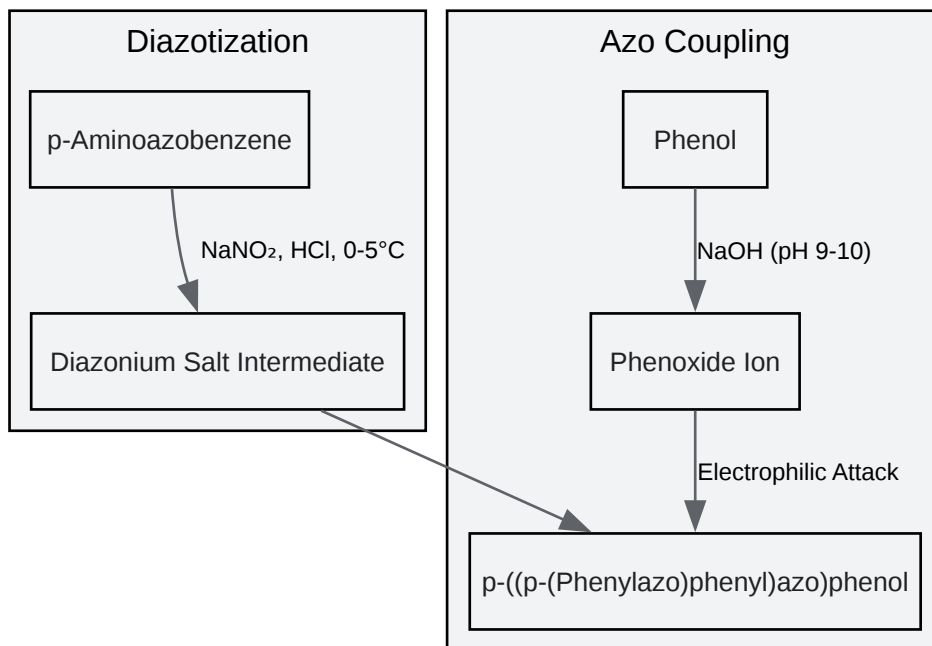 Diazotization
p-Aminoazobenzene
NaNO₂, HCl, 0-5°C
Diazonium Salt Intermediate
Azo Coupling
Phenol
NaOH (pH 9-10)
Phenoxide Ion
Electrophilic Attack
p-((p-(Phenylazo)phenyl)azo)phenol